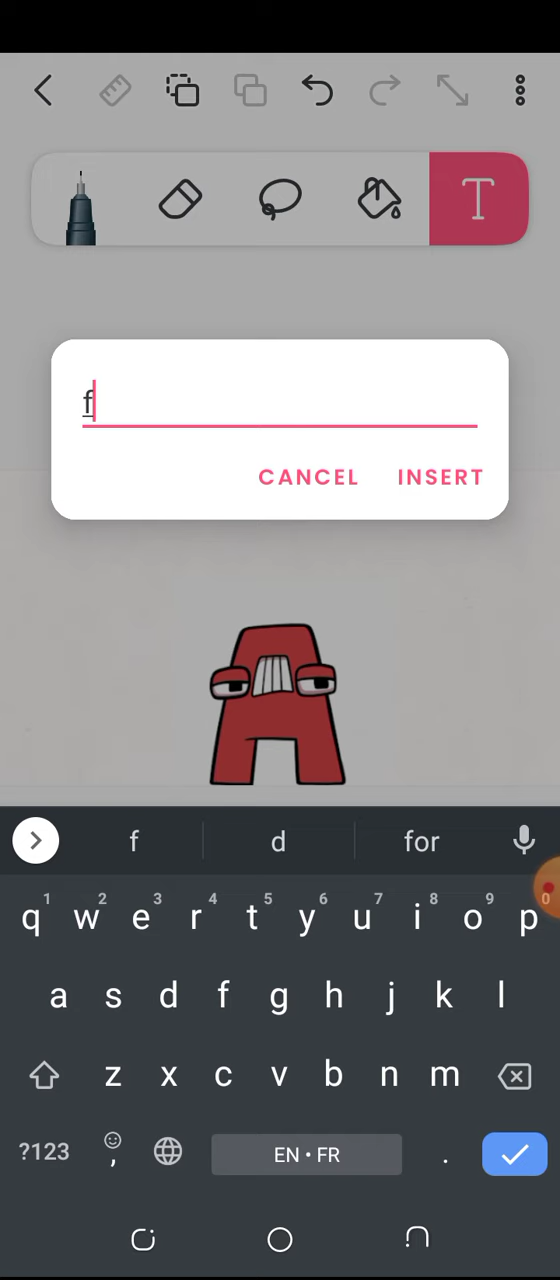 T
f
CANCEL INSERT
f d for
1 2 3 4 5 6 7 8 9 0
q w e r t y u i o p
a s d f g h j k l
z x c v b n m
?123 , EN • FR .